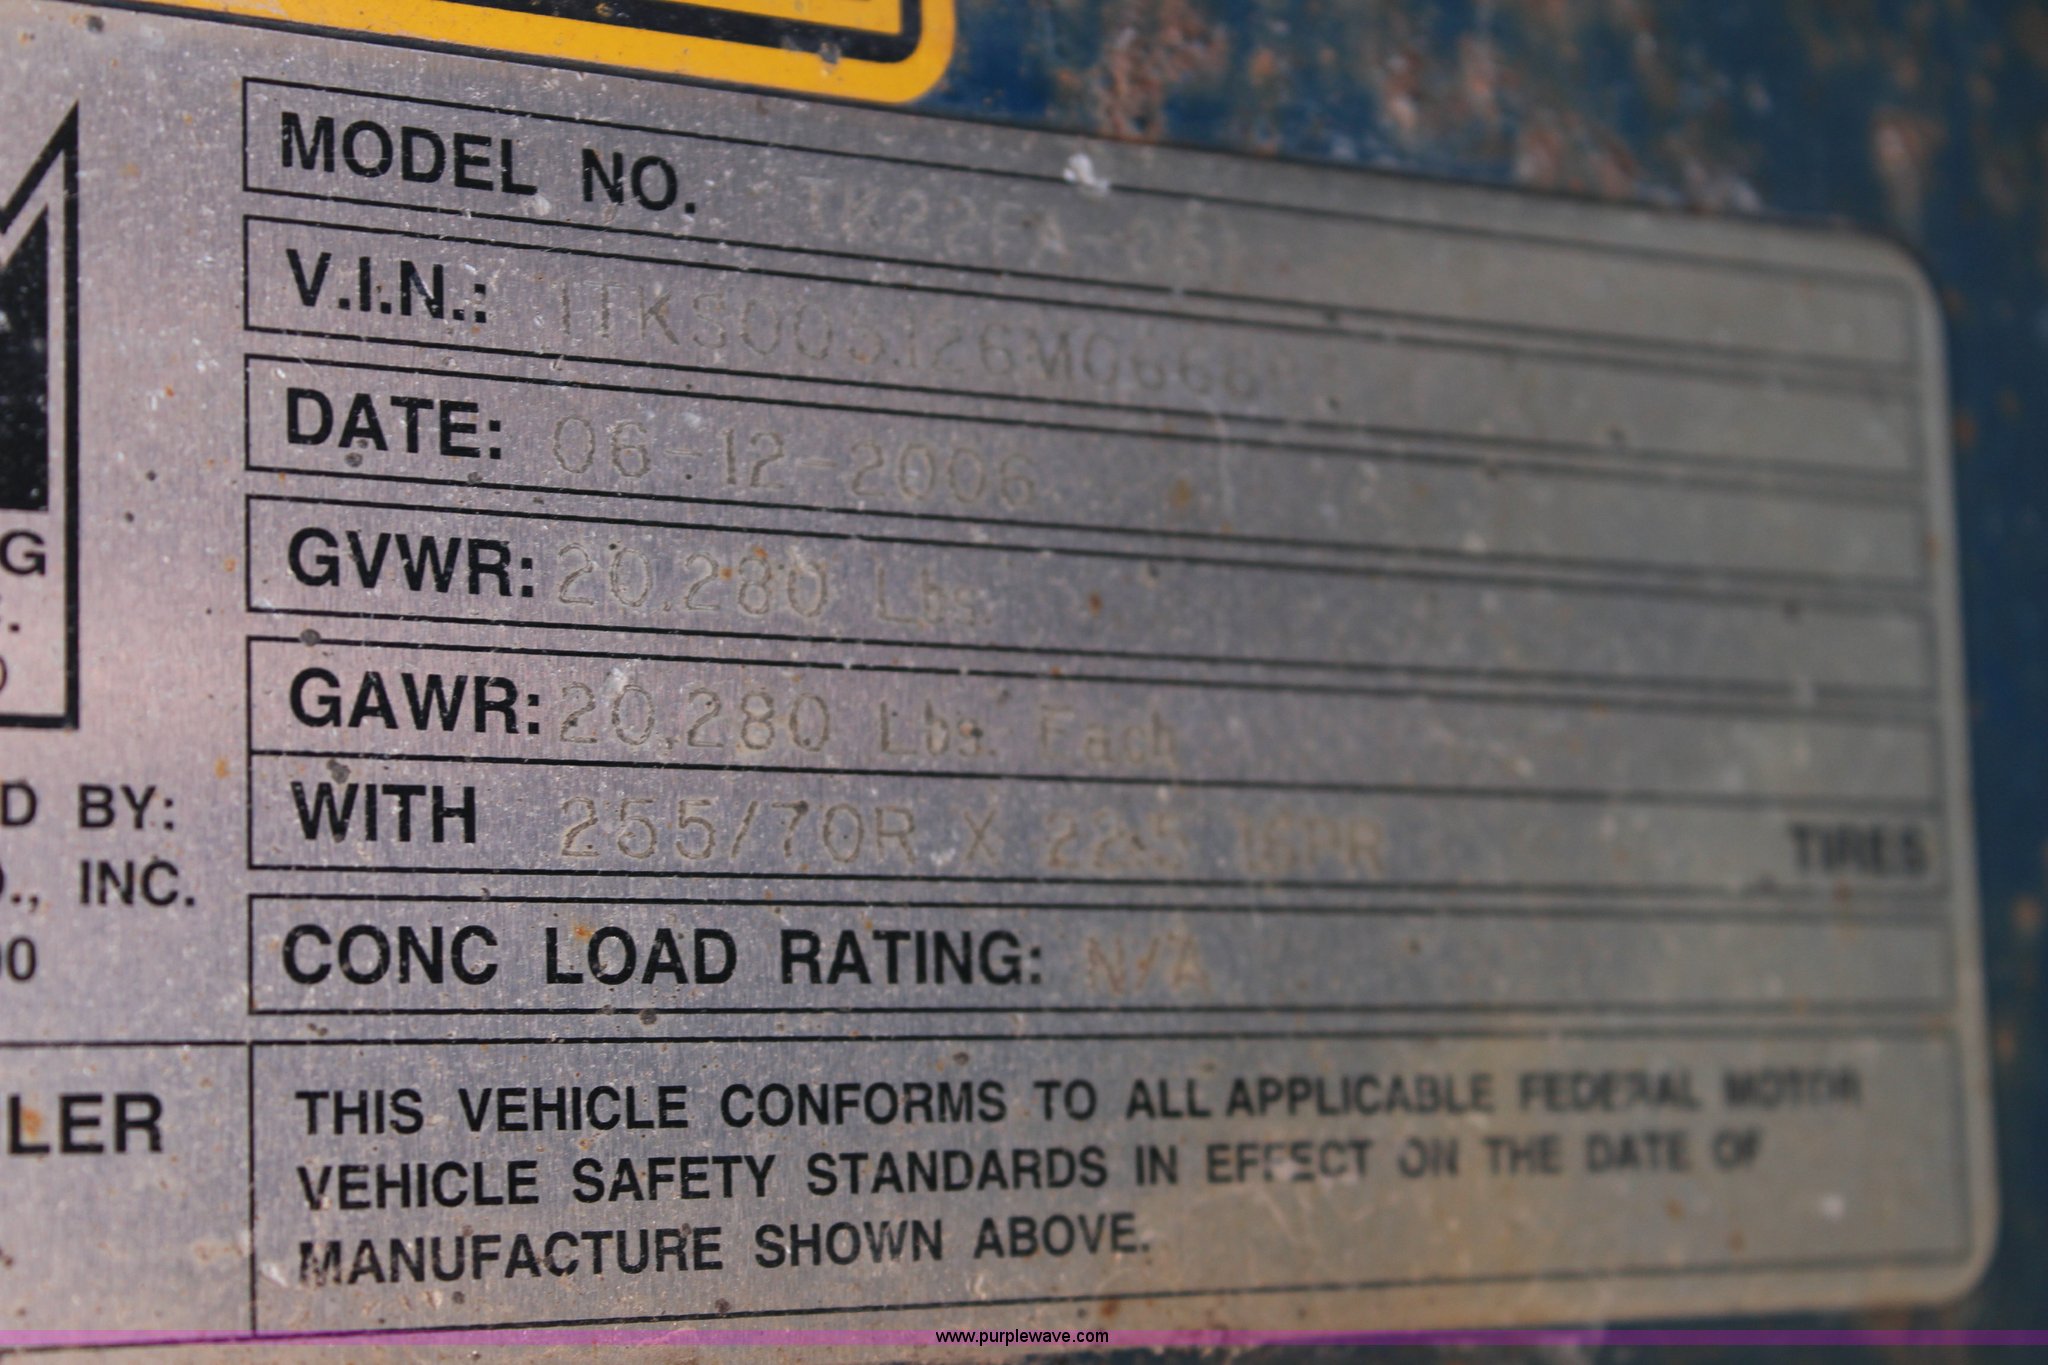 MODEL NO.
V.I.N.:
DATE: 06-12-2006
GVWR: 20,280 Lbs.
GAWR: 20,280 Lbs. Each
WITH 255/70R X 22.5 16PR TIRES
CONC LOAD RATING: N/A
G
D BY:
INC.
LER
THIS VEHICLE CONFORMS TO ALL APPLICABLE FEDERAL MOTOR
VEHICLE SAFETY STANDARDS IN EFFECT ON THE DATE OF
MANUFACTURE SHOWN ABOVE.
www.purplewave.com